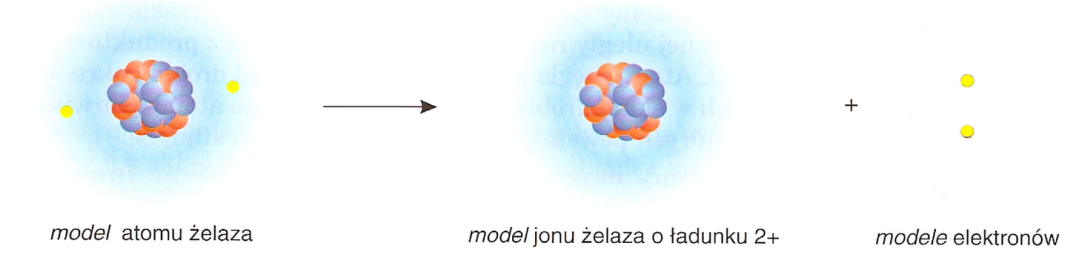 model atomu żelaza
+
model jonu żelaza o ładunku 2+
modele elektronów